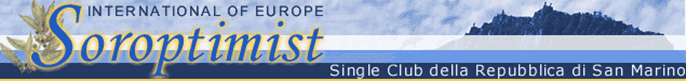 INTERNATIONAL OF EUROPE
Soroptimist
Single Club della Repubblica di San Marino